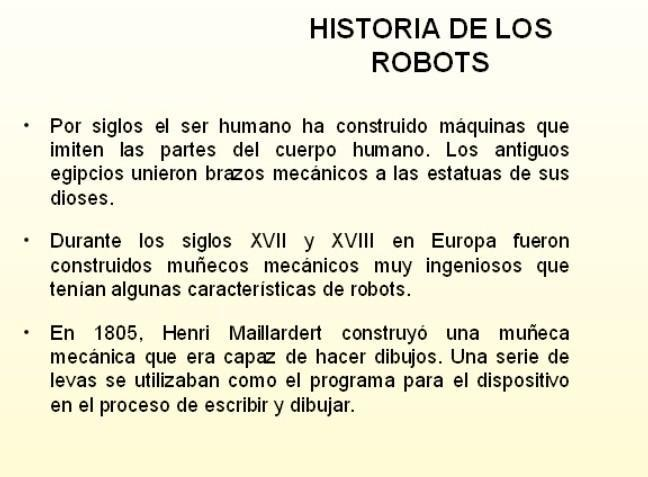 HISTORIA DE LOS
ROBOTS
• Por siglos el ser humano ha construido máquinas que
imiten las partes del cuerpo humano. Los antiguos
egipcios unieron brazos mecánicos a las estatuas de sus
dioses.
• Durante los siglos XVII y XVIII en Europa fueron
construidos muñecos mecánicos muy ingeniosos que
tenían algunas características de robots.
• En 1805, Henri Maillardert construyó una muñeca
mecánica que era capaz de hacer dibujos. Una serie de
levas se utilizaban como el programa para el dispositivo
en el proceso de escribir y dibujar.